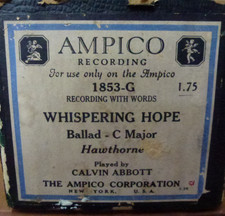 AMPICO
RECORDING
For use only on the Ampico
1853-G 1.75
RECORDING WITH WORDS
WHISPERING HOPE
Ballad - C Major
Hawthorne
Played by
CALVIN ABBOTT
THE AMPICO CORPORATION
NEW YORK, U.S.A.